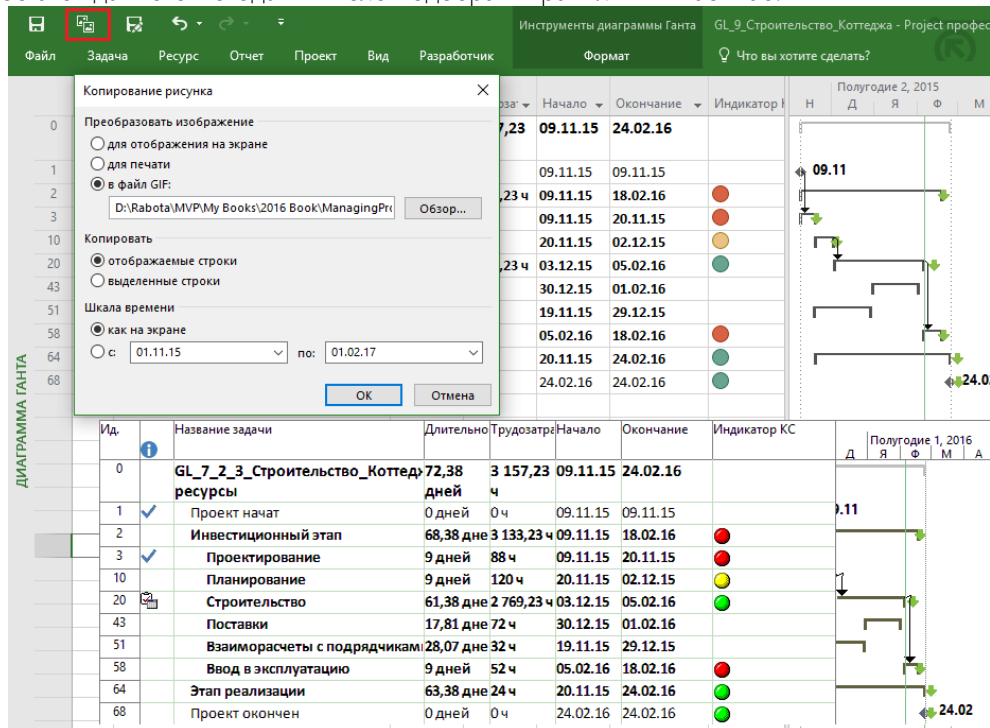 Инструменты диаграммы Ганта GL_9_Строительство_Коттеджа - Project
Файл Задача Ресурс Отчет Проект Вид Разработчик Формат Что вы хотите сделать?
Копирование рисунка
Преобразовать изображение
для отображения на экране
для печати
в файл GIF:
D:\Rabota\MVP\My Books\2016 Book\ManagingPr
Обзор...
Копировать
отображаемые строки
выделенные строки
Шкала времени
как на экране
с: 01.11.15 по: 01.02.17
ОК Отмена
Начало Окончание Индикатор
Полугодие 2, 2015
Н Д Я Ф М
0 7,23 09.11.15 24.02.16
1 09.11.15 09.11.15 09.11
2 ,23 ч 09.11.15 18.02.16
3 09.11.15 20.11.15
10 20.11.15 02.12.15
20 ,23 ч 03.12.15 05.02.16
43 30.12.15 01.02.16
51 19.11.15 29.12.15
58 05.02.16 18.02.16
64 20.11.15 24.02.16
68 24.02.16 24.02.16 24.0
ДИАГРАММА ГАНТА
Ид. Название задачи Длительно Трудозатра Начало Окончание Индикатор КС
Полугодие 1, 2016
Д Я Ф М А
0 GL_7_2_3_Строительство_Коттедж 72,38 3 157,23 09.11.15 24.02.16
ресурсы дней ч
1 Проект начат 0 дней 0 ч 09.11.15 09.11.15 9.11
2 Инвестиционный этап 68,38 дне 3 133,23 ч 09.11.15 18.02.16
3 Проектирование 9 дней 88 ч 09.11.15 20.11.15
10 Планирование 9 дней 120 ч 20.11.15 02.12.15
20 Строительство 61,38 дне 2 769,23 ч 03.12.15 05.02.16
43 Поставки 17,81 дне 72 ч 30.12.15 01.02.16
51 Взаиморасчеты с подрядчикам 28,07 дне 32 ч 19.11.15 29.12.15
58 Ввод в эксплуатацию 9 дней 52 ч 05.02.16 18.02.16
64 Этап реализации 63,38 дне 24 ч 20.11.15 24.02.16
68 Проект окончен 0 дней 0 ч 24.02.16 24.02.16 24.02